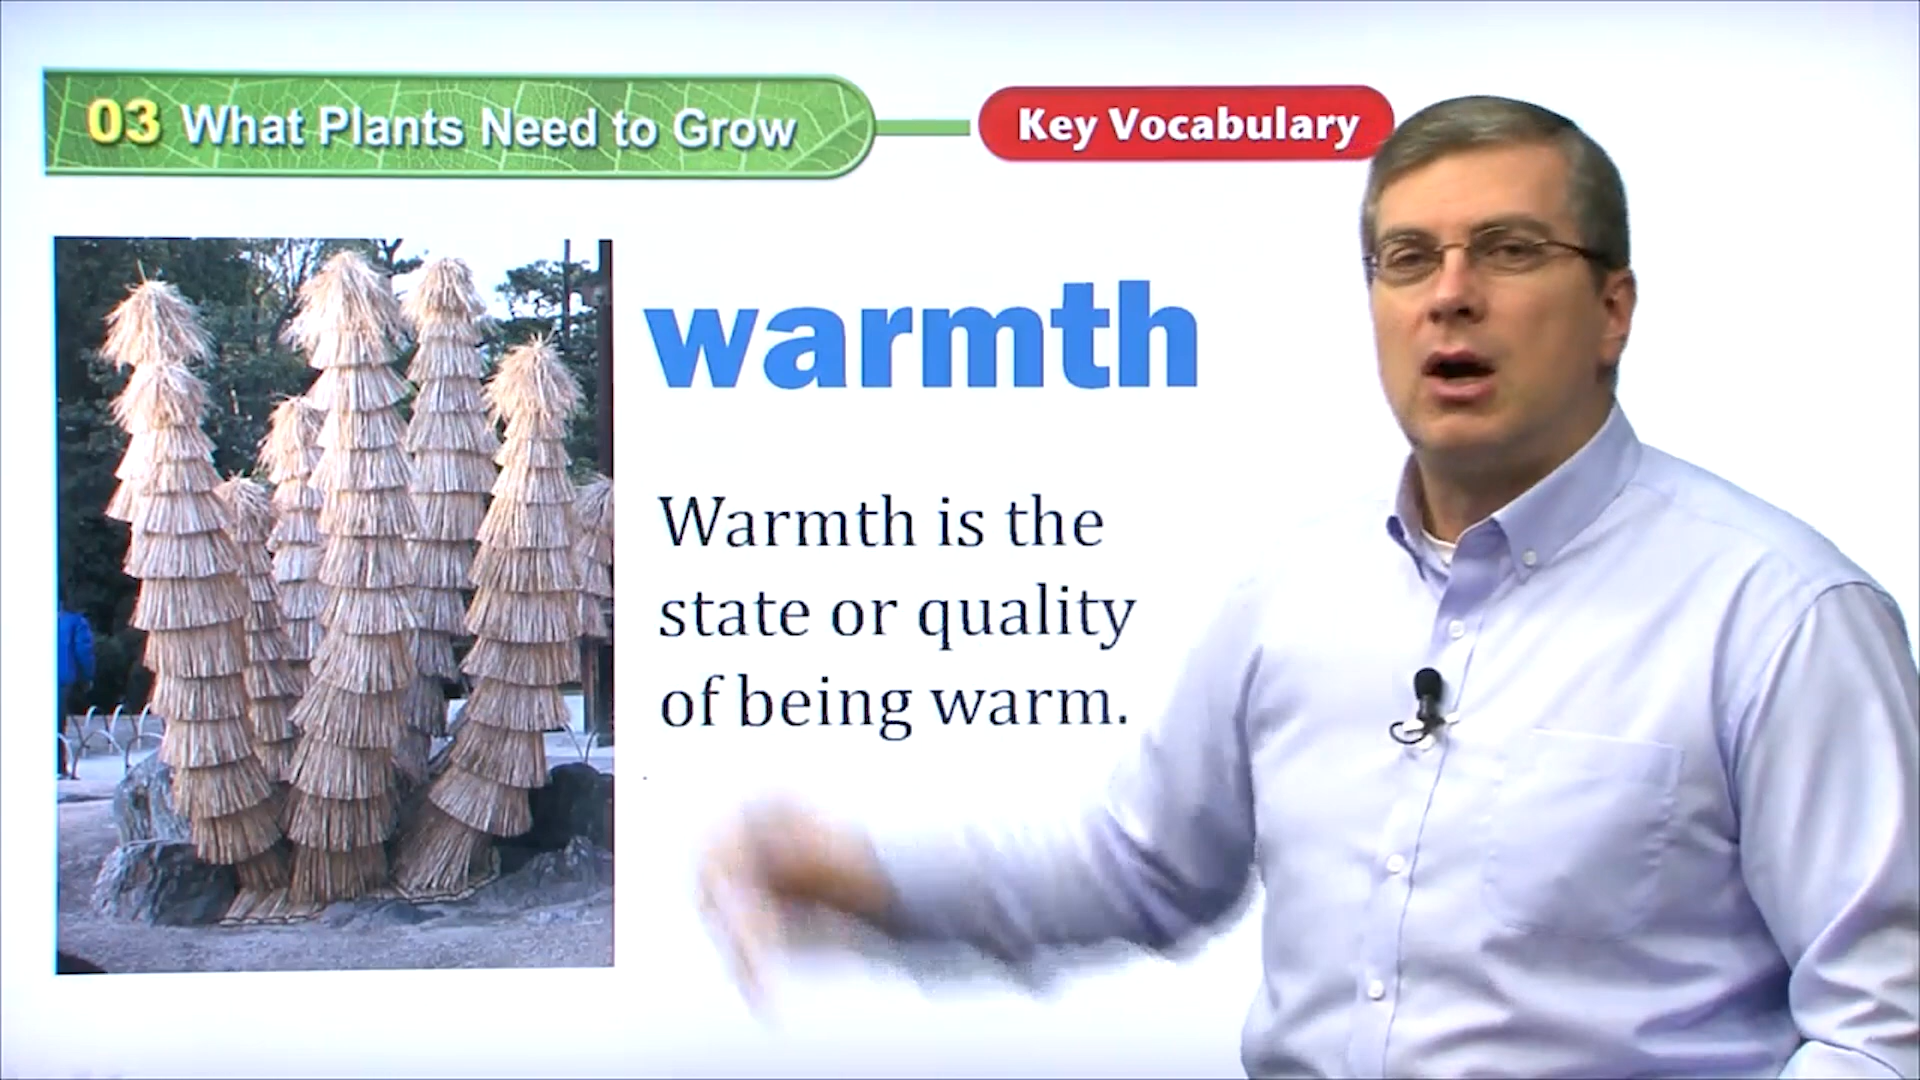 03 What Plants Need to Grow
Key Vocabulary
warmth
Warmth is the
state or quality
of being warm.